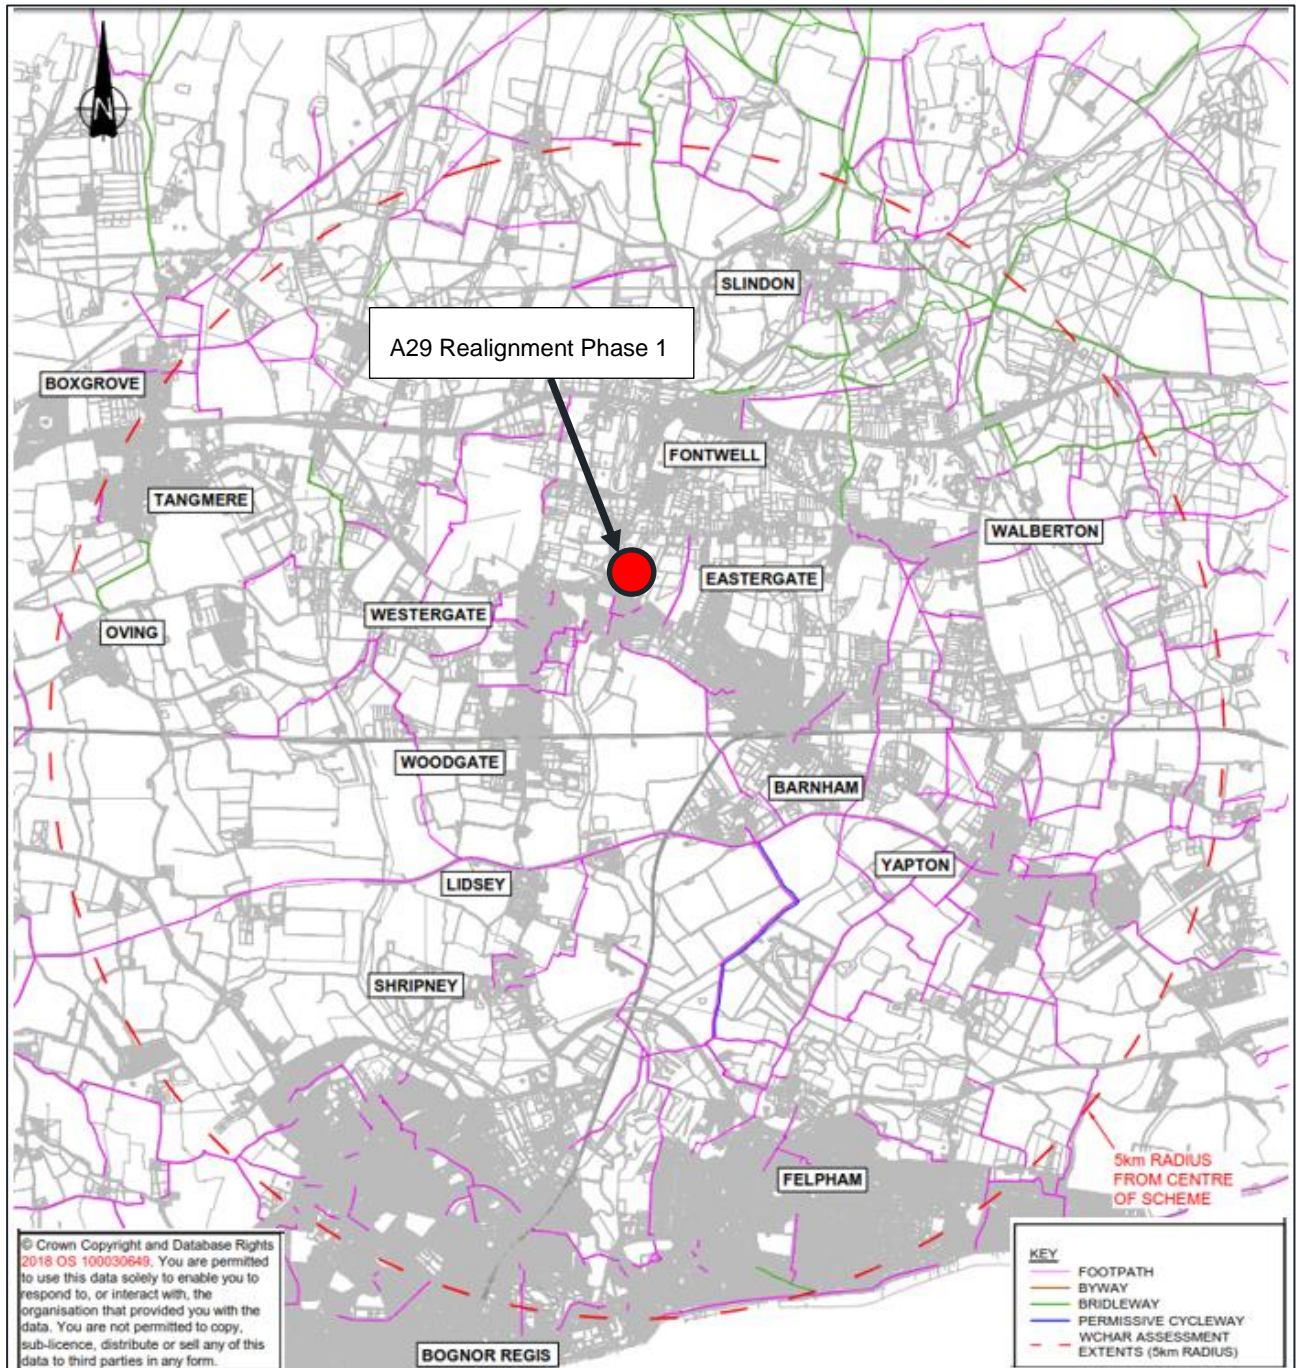 N
SLINDON
A29 Realignment Phase 1
BOXGROVE
FONTWELL
TANGMERE
WALBERTON
EASTERGATE
WESTERGATE
OVING
WOODGATE
BARNHAM
YAPTON
LIDSEY
SHRIPNEY
5km RADIUS
FROM CENTRE
OF SCHEME
FELPHAM
BOGNOR REGIS
© Crown Copyright and Database Rights
2018 OS 100030649. You are permitted
to use this data solely to enable you to
respond to, or interact with, the
organisation that provided you with the
data. You are not permitted to copy,
sub-licence, distribute or sell any of this
data to third parties in any form.
KEY
FOOTPATH
BYWAY
BRIDLEWAY
PERMISSIVE CYCLEWAY
WCHAR ASSESSMENT
EXTENTS (5km RADIUS)